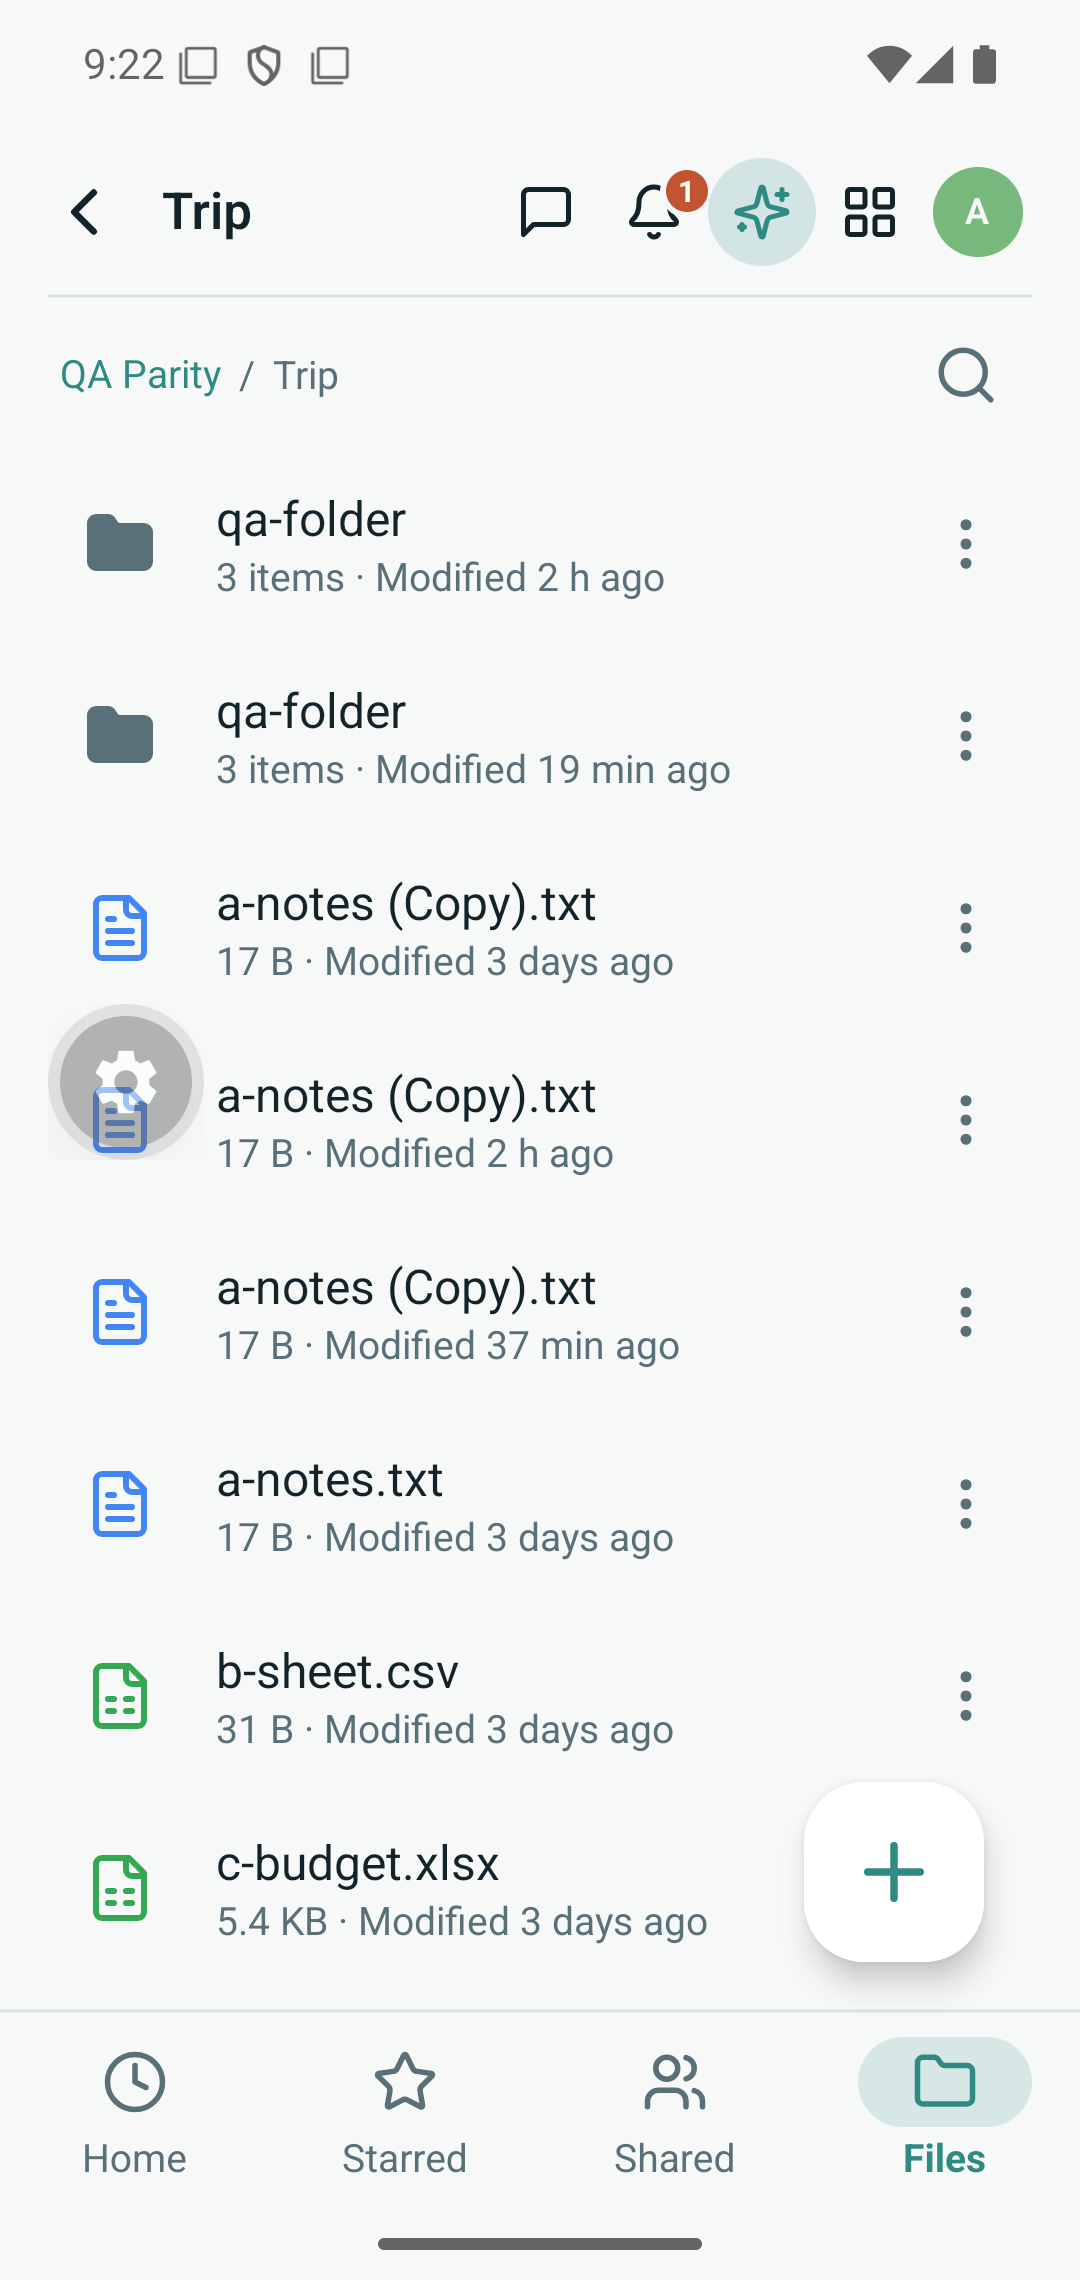 9:22
Trip
1
A
QA Parity / Trip
qa-folder
3 items · Modified 2 h ago
qa-folder
3 items · Modified 19 min ago
a-notes (Copy).txt
17 B · Modified 3 days ago
a-notes (Copy).txt
17 B · Modified 2 h ago
a-notes (Copy).txt
17 B · Modified 37 min ago
a-notes.txt
17 B · Modified 3 days ago
b-sheet.csv
31 B · Modified 3 days ago
c-budget.xlsx
5.4 KB · Modified 3 days ago
Home
Starred
Shared
Files